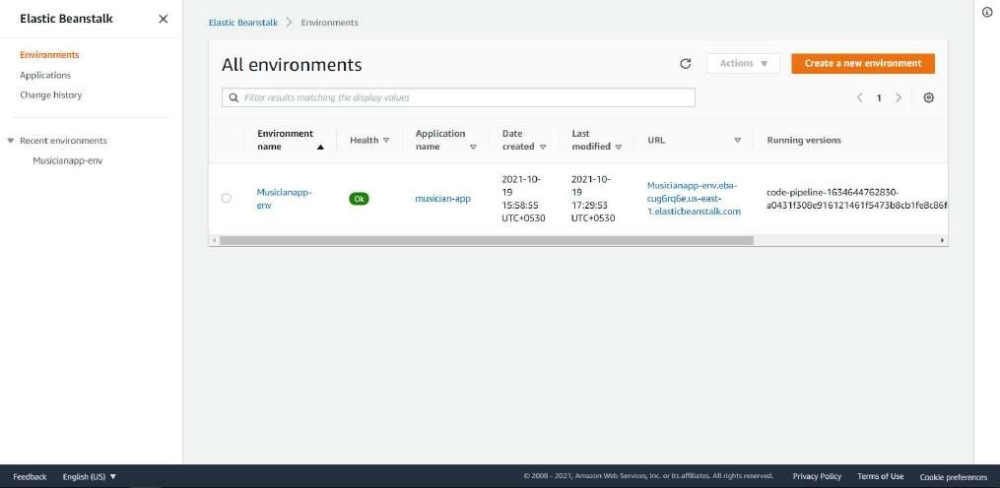 Elastic Beanstalk
Environments
Applications
Change history
Recent environments
Musicianapp-env
Elastic Beanstalk > Environments
All environments
Actions
Create a new environment
Filter results matching the display values
1
Environment name
Health
Application name
Date created
Last modified
URL
Running versions
Musicianapp-
env
Ok
musician-app
2021-10-
19
15:58:55
UTC+0530
2021-10-
19
17:29:53
UTC+0530
Musicianapp-env.eba-
cug6rq6e.us-east-
1.elasticbeanstalk.com
code-pipeline-1634644762830-
a0431f308e916121461f5473b8cb1fe8c86f
Feedback
English (US)
© 2008 - 2021, Amazon Web Services, Inc. or its affiliates. All rights reserved.
Privacy Policy
Terms of Use
Cookie preferences